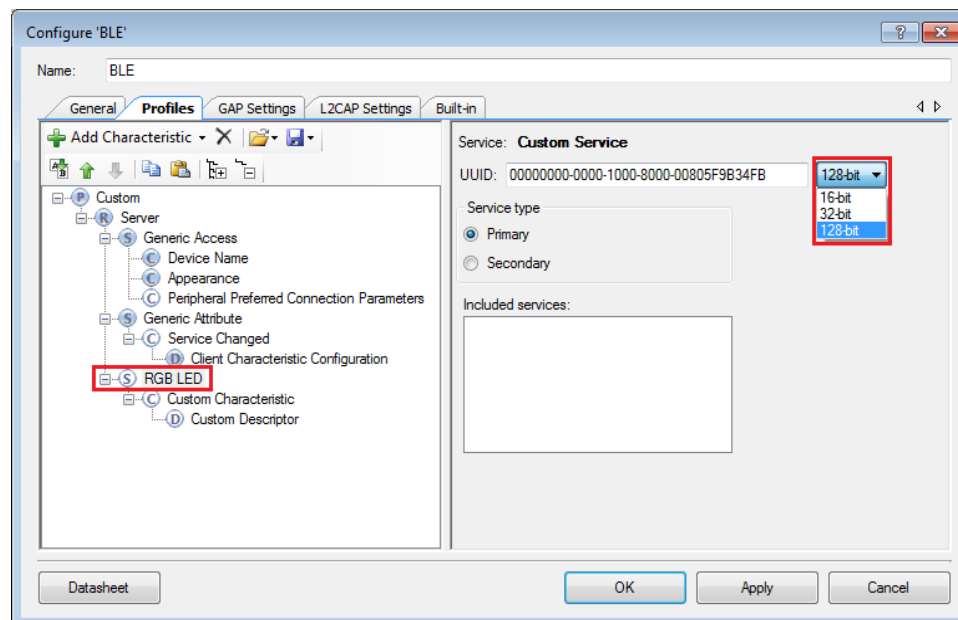 Configure 'BLE'
Name: BLE
General Profiles GAP Settings L2CAP Settings Built-in
Add Characteristic
Service: Custom Service
UUID: 00000000-0000-1000-8000-00805F9B34FB 128-bit
16-bit
32-bit
128-bit
Service type
Primary
Secondary
Included services:
P Custom
R Server
S Generic Access
C Device Name
C Appearance
C Peripheral Preferred Connection Parameters
S Generic Attribute
C Service Changed
D Client Characteristic Configuration
S RGB LED
C Custom Characteristic
D Custom Descriptor
Datasheet OK Apply Cancel